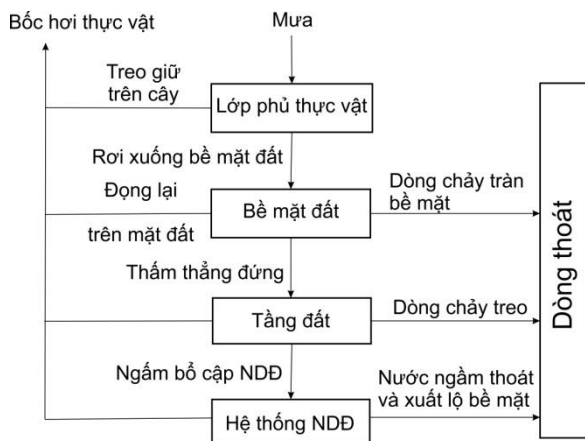 Bốc hơi thực vật
Mưa
Treo giữ
trên cây
Lớp phủ thực vật
Rơi xuống bề mặt đất
Đọng lại
trên mặt đất
Bề mặt đất
Dòng chảy tràn
bề mặt
Thấm thẳng đứng
Tầng đất
Dòng chảy treo
Ngấm bổ cập NDĐ
Hệ thống NDĐ
Nước ngầm thoát
và xuất lộ bề mặt
Dòng thoát